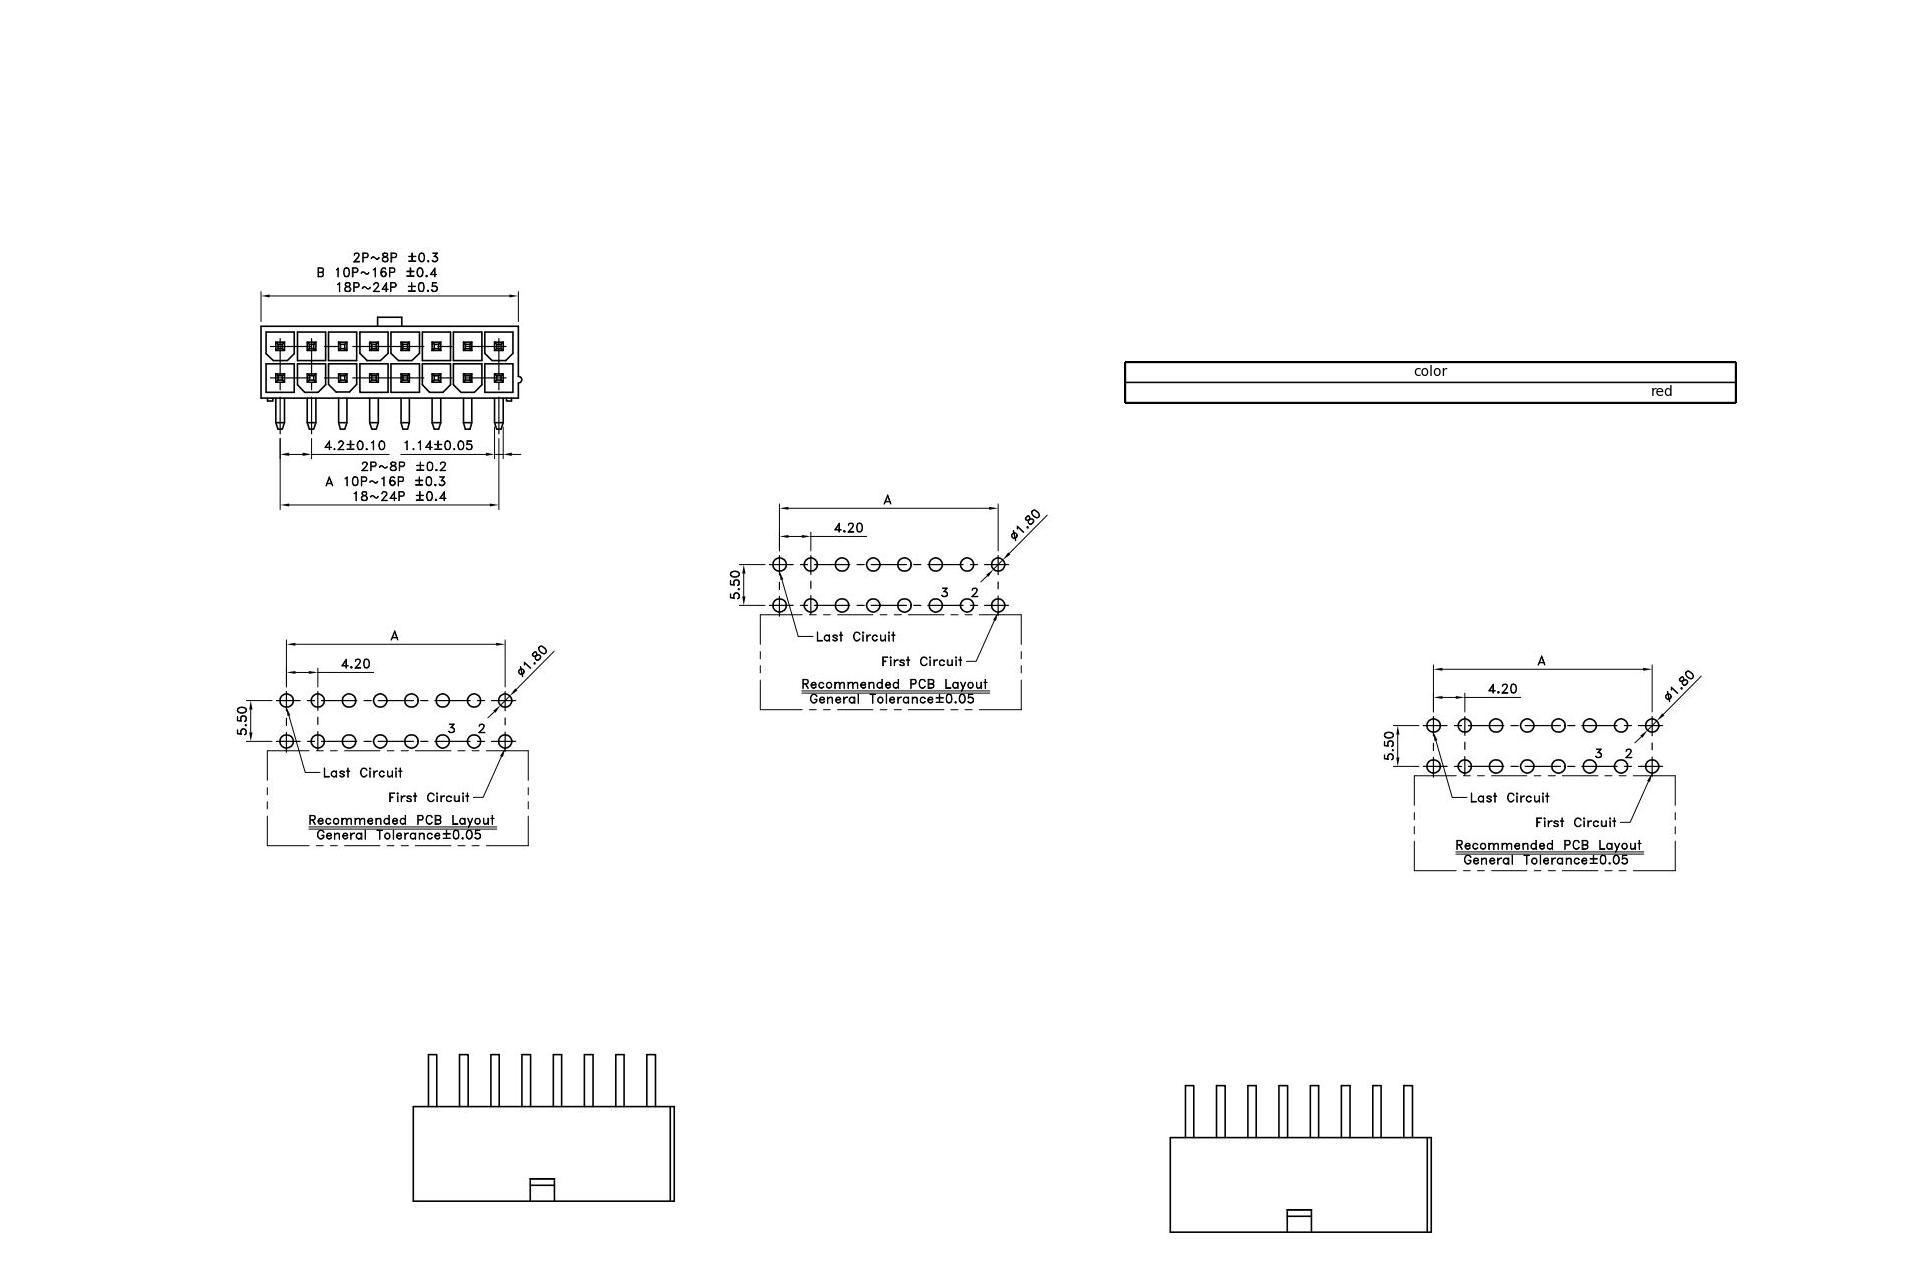 2P~8P ±0.3
B 10P~16P ±0.4
18P~24P ±0.5
4.2±0.10
1.14±0.05
2P~8P ±0.2
A 10P~16P ±0.3
18~24P ±0.4
color
red
A
4.20
ø1.80
5.50
3 2
Last Circuit
First Circuit
Recommended PCB Layout
General Tolerance±0.05
A
4.20
ø1.80
5.50
3 2
Last Circuit
First Circuit
Recommended PCB Layout
General Tolerance±0.05
A
4.20
ø1.80
5.50
3 2
Last Circuit
First Circuit
Recommended PCB Layout
General Tolerance±0.05